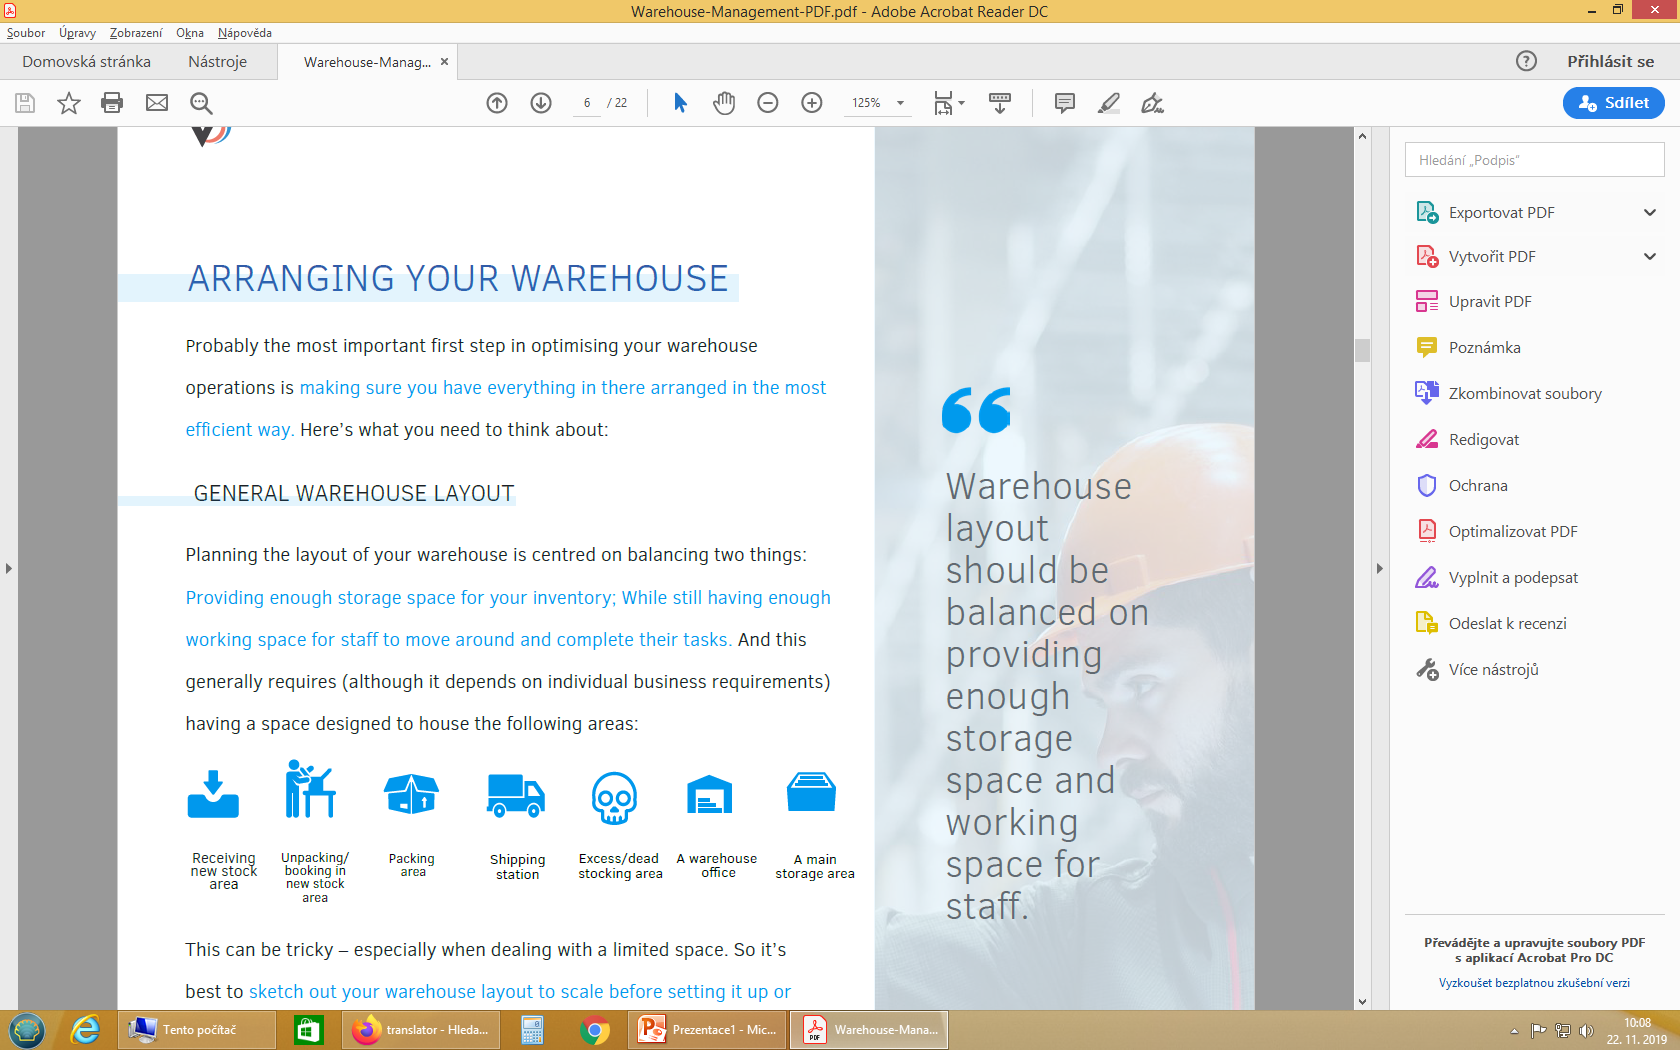 Warehouse-Management-PDF.pdf - Adobe Acrobat Reader DC
Soubor Úpravy Zobrazení Okna Nápověda
Domovská stránka Nástroje Warehouse-Manag... × ? Přihlásit se
6 / 22 125% Sdílet
ARRANGING YOUR WAREHOUSE
Probably the most important first step in optimising your warehouse
operations is making sure you have everything in there arranged in the most
efficient way. Here's what you need to think about:
GENERAL WAREHOUSE LAYOUT
Planning the layout of your warehouse is centred on balancing two things:
Providing enough storage space for your inventory; While still having enough
working space for staff to move around and complete their tasks. And this
generally requires (although it depends on individual business requirements)
having a space designed to house the following areas:
Receiving
new stock
area
Unpacking/
booking in
new stock
area
Packing
area
Shipping
station
Excess/dead
stocking area
A warehouse
office
A main
storage area
This can be tricky – especially when dealing with a limited space. So it's
best to sketch out your warehouse layout to scale before setting it up or
“
Warehouse
layout
should be
balanced on
providing
enough
storage
space and
working
space for
staff.
Hledání „Podpis"
Exportovat PDF
Vytvořit PDF
Upravit PDF
Poznámka
Zkombinovat soubory
Redigovat
Ochrana
Optimalizovat PDF
Vyplnit a podepsat
Odeslat k recenzi
Více nástrojů
Převádějte a upravujte soubory PDF
s aplikací Acrobat Pro DC
Vyzkoušet bezplatnou zkušební verzi
Tento počítač
translator - Hleda...
Prezentace1 - Mic...
PDF
Warehouse-Mana...
10:08
22. 11. 2019